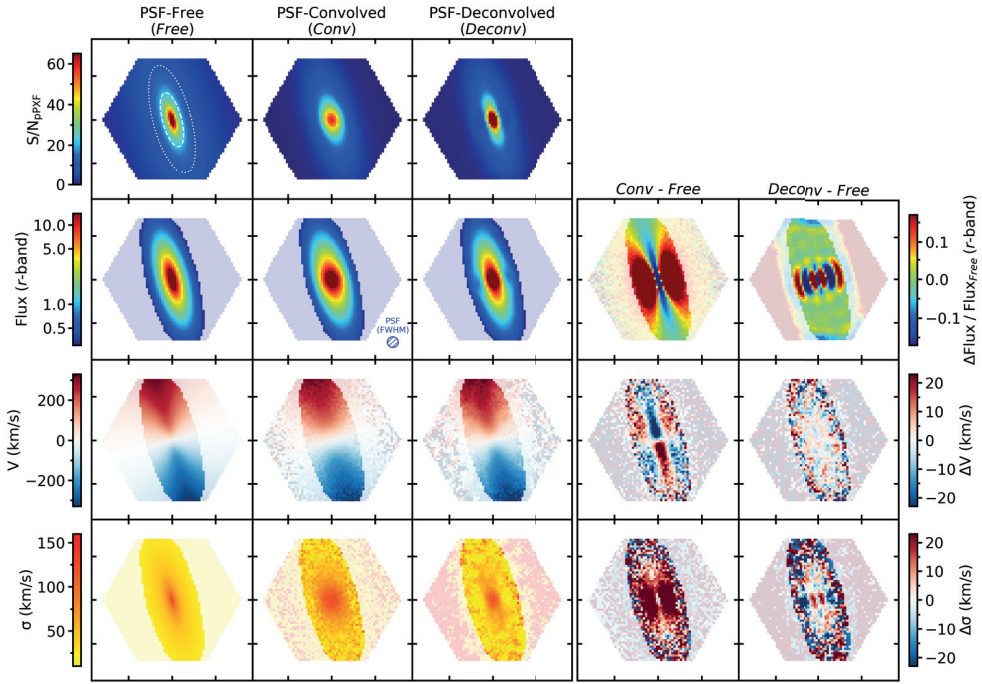 PSF-Free
(Free)
PSF-Convolved
(Conv)
PSF-Deconvolved
(Deconv)
S/NpPXF
60
40
20
0
Conv - Free
Deconv - Free
Flux (r-band)
10.0
5.0
1.0
0.5
PSF
(FWHM)
0.1
0.0
−0.1
ΔFlux / FluxFree (r-band)
V (km/s)
200
0
−200
20
10
0
−10
−20
ΔV (km/s)
σ (km/s)
150
100
50
20
10
0
−10
−20
Δσ (km/s)